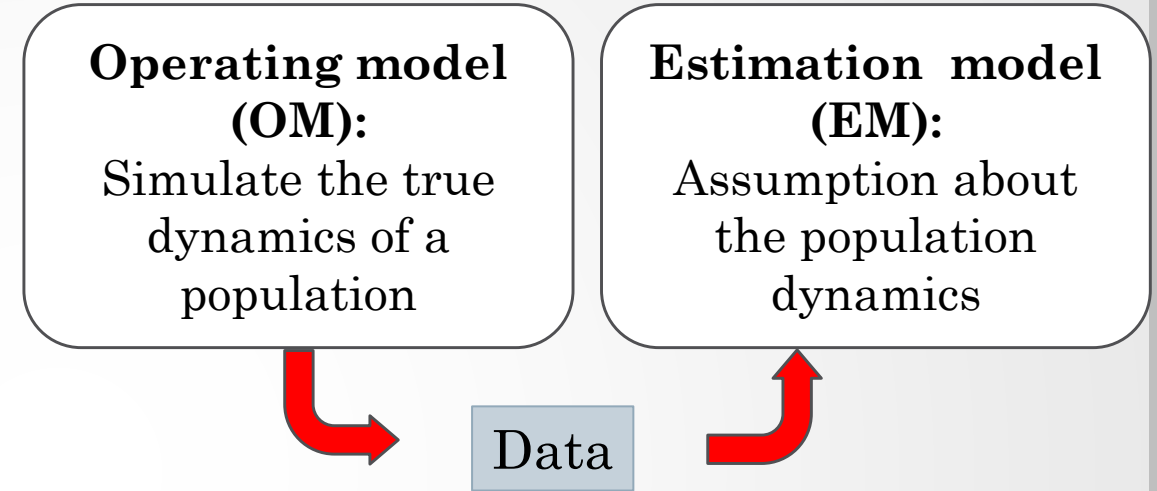 Operating model
(OM):
Simulate the true
dynamics of a
population
Estimation model
(EM):
Assumption about
the population
dynamics
Data